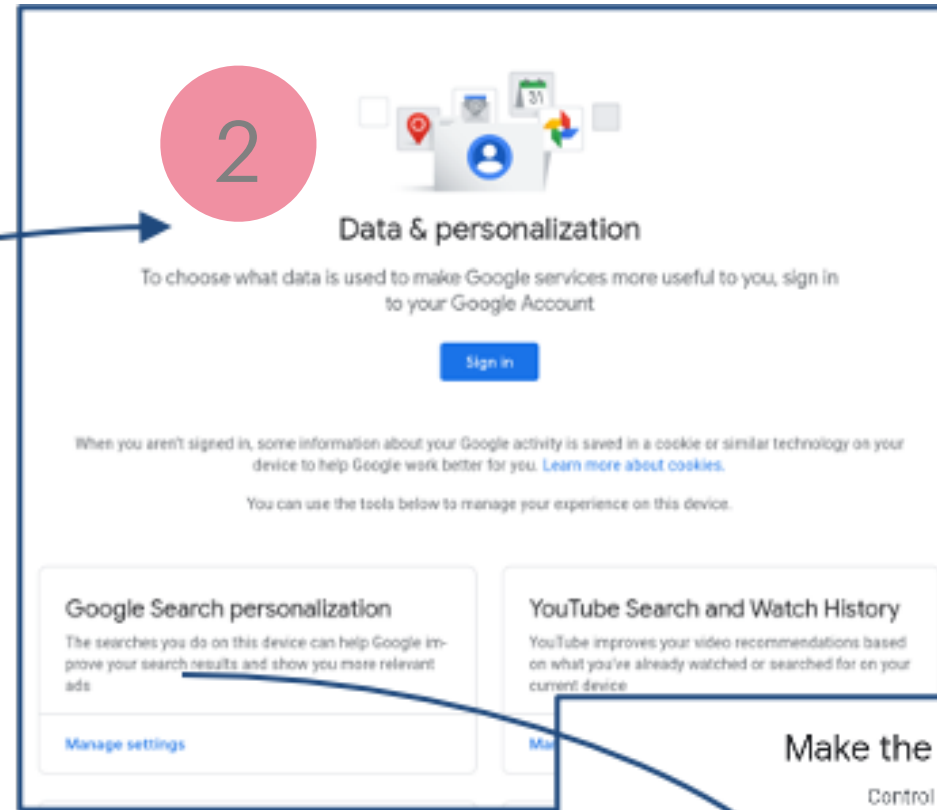 2
31
Data & personalization
To choose what data is used to make Google services more useful to you, sign in
to your Google Account
Sign in
When you aren't signed in, some information about your Google activity is saved in a cookie or similar technology on your
device to help Google work better for you. Learn more about cookies.
You can use the tools below to manage your experience on this device.
Google Search personalization
The searches you do on this device can help Google im-
prove your search results and show you more relevant
ads
Manage settings
YouTube Search and Watch History
YouTube improves your video recommendations based
on what you've already watched or searched for on your
current device
Ma
Make the
Control